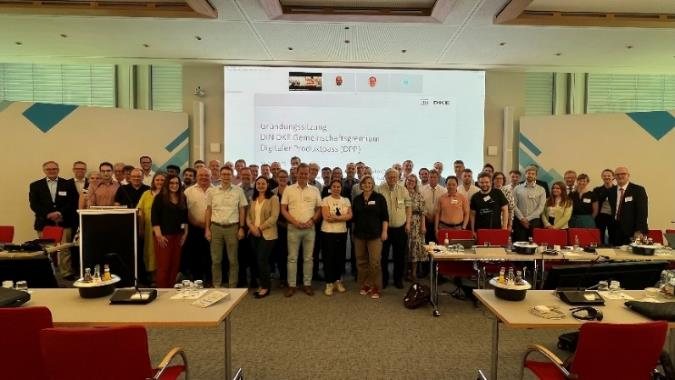 DIN DKE
Gründungssitzung
DIN DKE Gemeinschaftsgremium
Digitaler Produktpass (DPP)